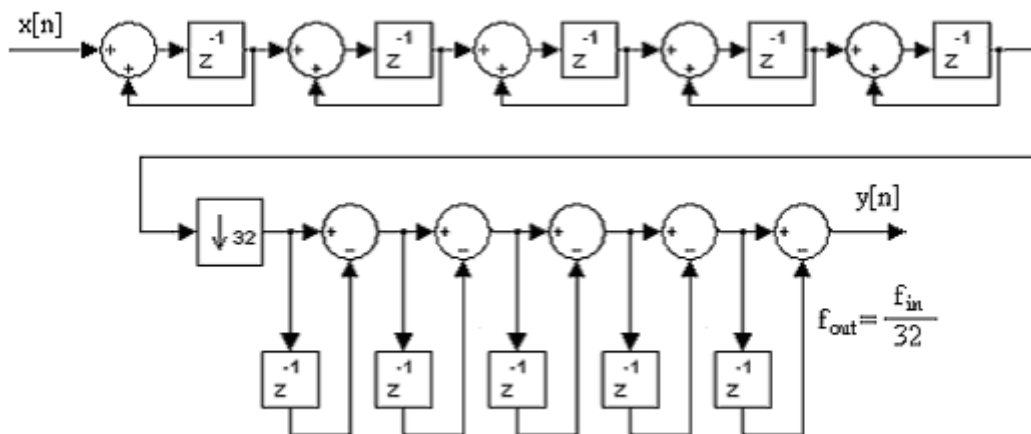 x[n]
+ + + + +
z⁻¹ z⁻¹ z⁻¹ z⁻¹ z⁻¹
+ + + + +
y[n]
↓ 32
+ + + + +
- - - - -
f_out = f_in / 32
z⁻¹ z⁻¹ z⁻¹ z⁻¹ z⁻¹